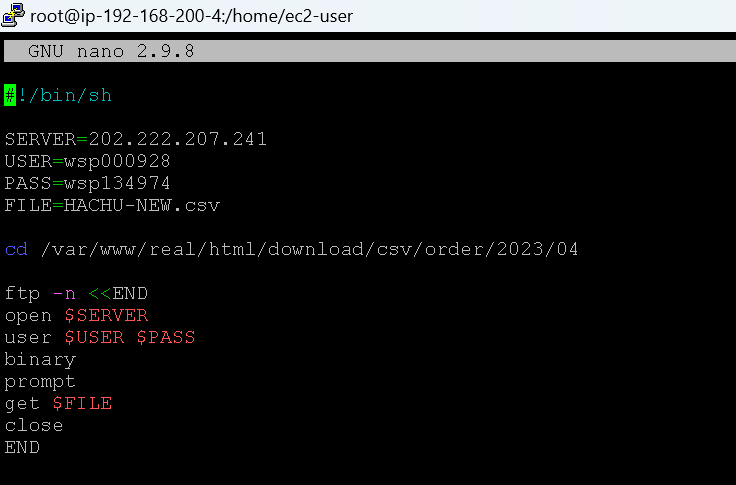 root@ip-192-168-200-4:/home/ec2-user
GNU nano 2.9.8
#!/bin/sh
SERVER=202.222.207.241
USER=wsp000928
PASS=wsp134974
FILE=HACHU-NEW.csv
cd /var/www/real/html/download/csv/order/2023/04
ftp -n <<END
open $SERVER
user $USER $PASS
binary
prompt
get $FILE
close
END